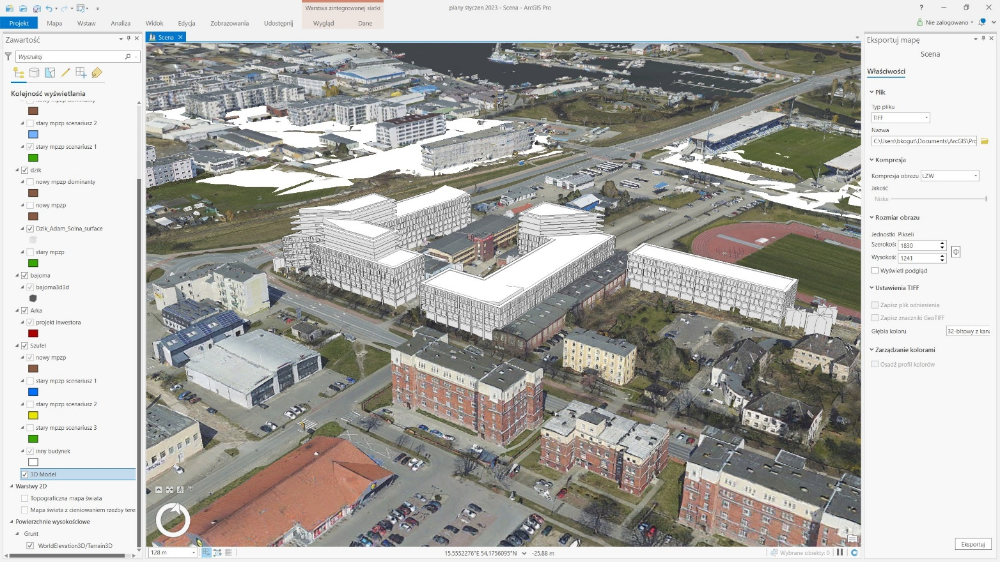 Warstwa zintegrowanej siatki
plany styczen 2023 - Scena - ArcGIS Pro
?
Projekt Mapa Wstaw Analiza Widok Edycja Zobrazowania Udostępnij Wygląd Dane
Nie zalogowano
Zawartość
Wyszukaj
Kolejność wyświetlania
nowy mpzp dominanty
stary mpzp scenariusz 2
stary mpzp scenariusz 1
dzik
nowy mpzp dominanty
nowy mpzp
Dzik_Adam_Solna_surface
stary mpzp
bajoma
bajoma3d3d
Arka
projekt inwestora
Szufel
nowy mpzp
stary mpzp scenariusz 1
stary mpzp scenariusz 2
stary mpzp scenariusz 3
inny budynek
3D Model
Warstwy 2D
Topograficzna mapa świata
Mapa świata z cieniowaniem rzeźby tere
Powierzchnie wysokościowe
Grunt
WorldElevation3D/Terrain3D
Scena
128 m
15,5552276°E 54,1756095°N
-25,88 m
Wybrane obiekty: 0
Eksportuj mapę
Scena
Właściwości
Plik
Typ pliku
TIFF
Nazwa
C:\Users\bkogut\Documents\ArcGIS\Prc
Kompresja
Kompresja obrazu LZW
Jakość
Niska
Rozmiar obrazu
Jednostki Pikseli
Szerokość 1830
Wysokość 1241
Wyświetl podgląd
Ustawienia TIFF
Zapisz plik odniesienia
Zapisz znaczniki GeoTIFF
Głębia koloru 32-bitowy z kana
Zarządzanie kolorami
Osadź profil kolorów
Eksportuj